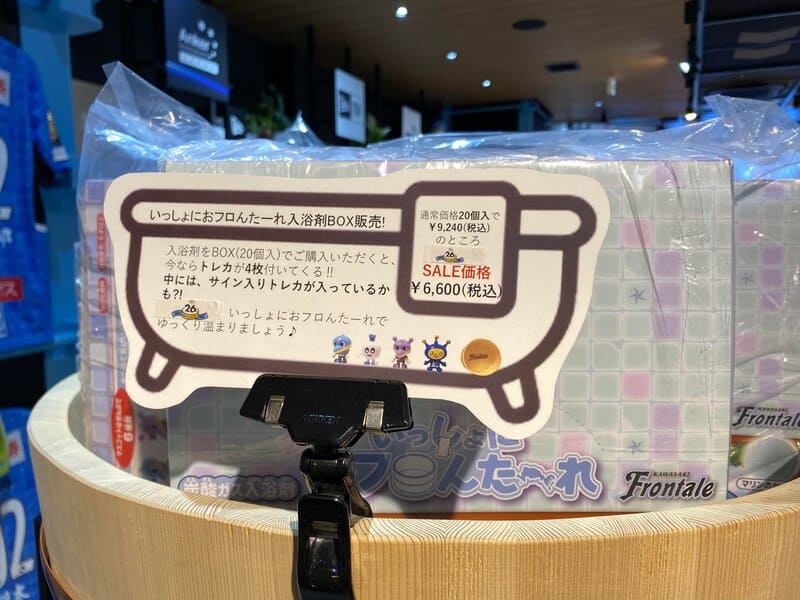 Anker
いっしょにおフロんたーれ入浴剤BOX販売!
入浴剤をBOX(20個入)でご購入いただくと、
今ならトレカが4枚付いてくる!!
中には、サイン入りトレカが入っているか
も?!
26 いっしょにおフロんたーれで
ゆっくり温まりましょう♪
Frontale
通常価格20個入で
¥9,240(税込)
のところ
26
SALE価格
¥6,600(税込)
いっしょに
フロんたーれ
炭酸ガス入浴剤
KAWASAKI
Frontale
KAWASAKI
Frontale